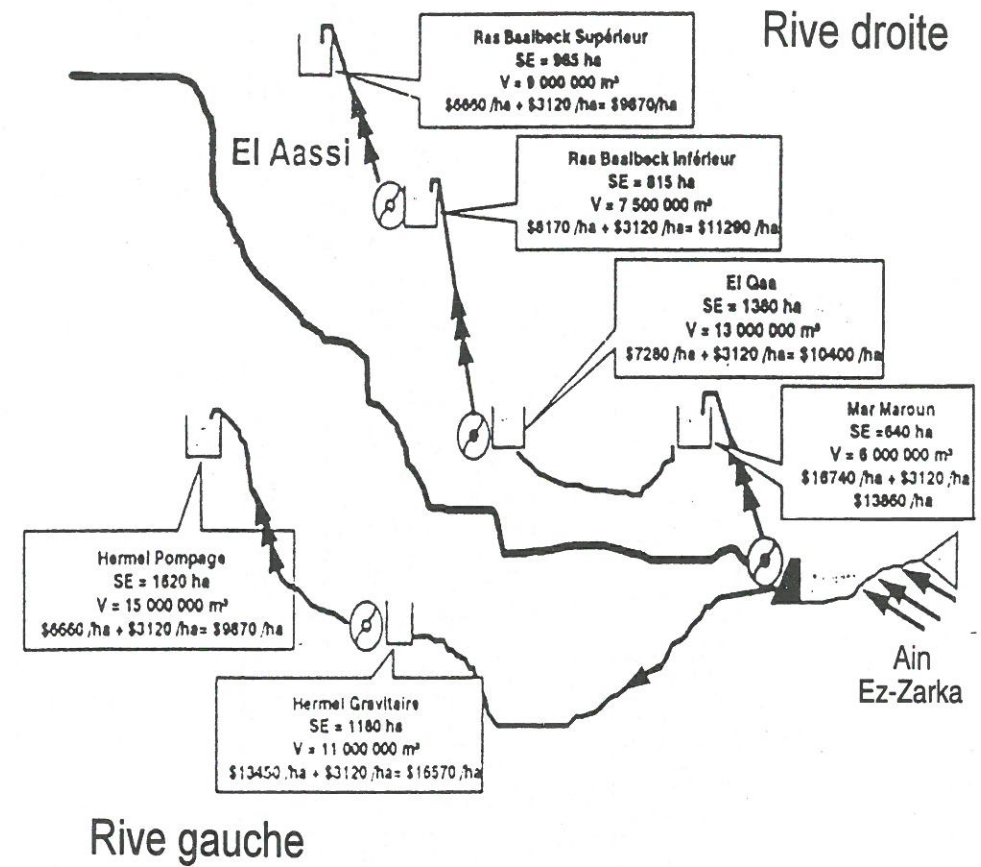 Rive droite
Ras Baalbeck Supérieur
SE = 965 ha
V = 9 000 000 m³
$6660 /ha + $3120 /ha= $9870/ha
El Aassi
Ras Baalbeck Inférieur
SE = 815 ha
V = 7 500 000 m³
$8170 /ha + $3120 /ha= $11290 /ha
El Qaa
SE = 1380 ha
V = 13 000 000 m³
$7280 /ha + $3120 /ha= $10400 /ha
Mar Maroun
SE =640 ha
V = 6 000 000 m³
$16740 /ha + $3120 /ha
$13860 /ha
Hermel Pompage
SE = 1620 ha
V = 15 000 000 m³
$6660 /ha + $3120 /ha= $9870 /ha
Ain
Ez-Zarka
Hermel Gravitaire
SE = 1180 ha
V = 11 000 000 m³
$13450 /ha + $3120 /ha= $16570 /ha
Rive gauche